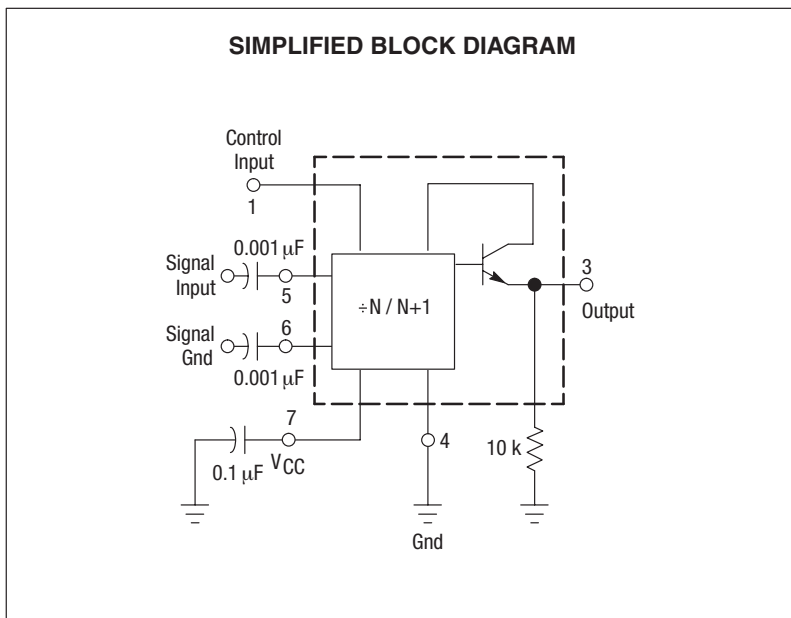 SIMPLIFIED BLOCK DIAGRAM
Control
Input
1
0.001 µF
Signal
Input
5
3
Output
÷N / N+1
Signal
Gnd
6
0.001 µF
7
VCC
0.1 µF
4
10 k
Gnd